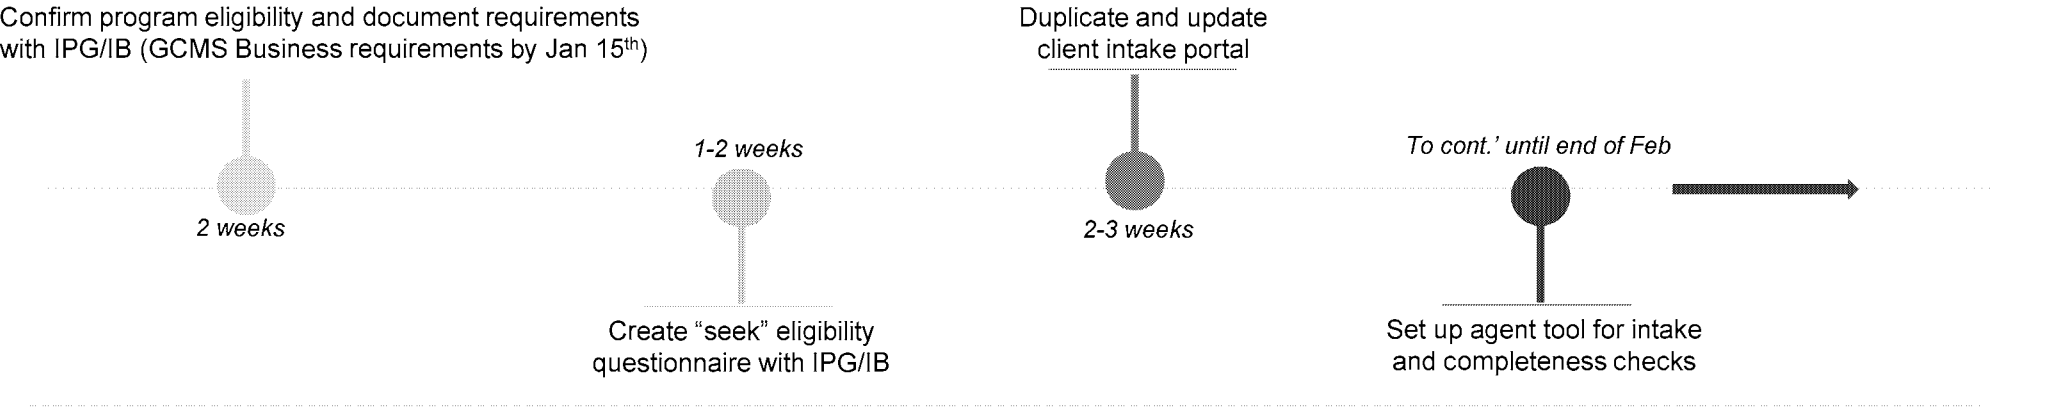 Confirm program eligibility and document requirements
with IPG/IB (GCMS Business requirements by Jan 15th)
2 weeks
1-2 weeks
Create “seek” eligibility
questionnaire with IPG/IB
Duplicate and update
client intake portal
2-3 weeks
To cont.’ until end of Feb
Set up agent tool for intake
and completeness checks